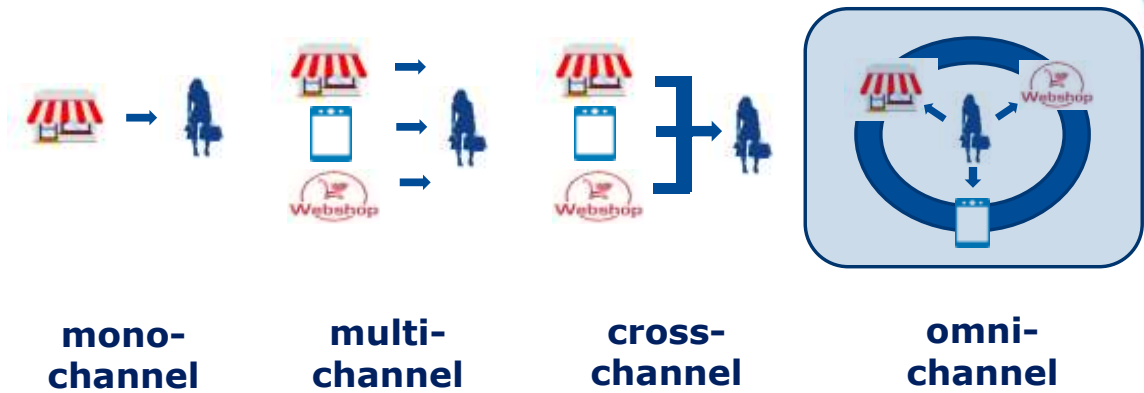 Webshop
Webshop
Webshop
mono-
channel
multi-
channel
cross-
channel
omni-
channel